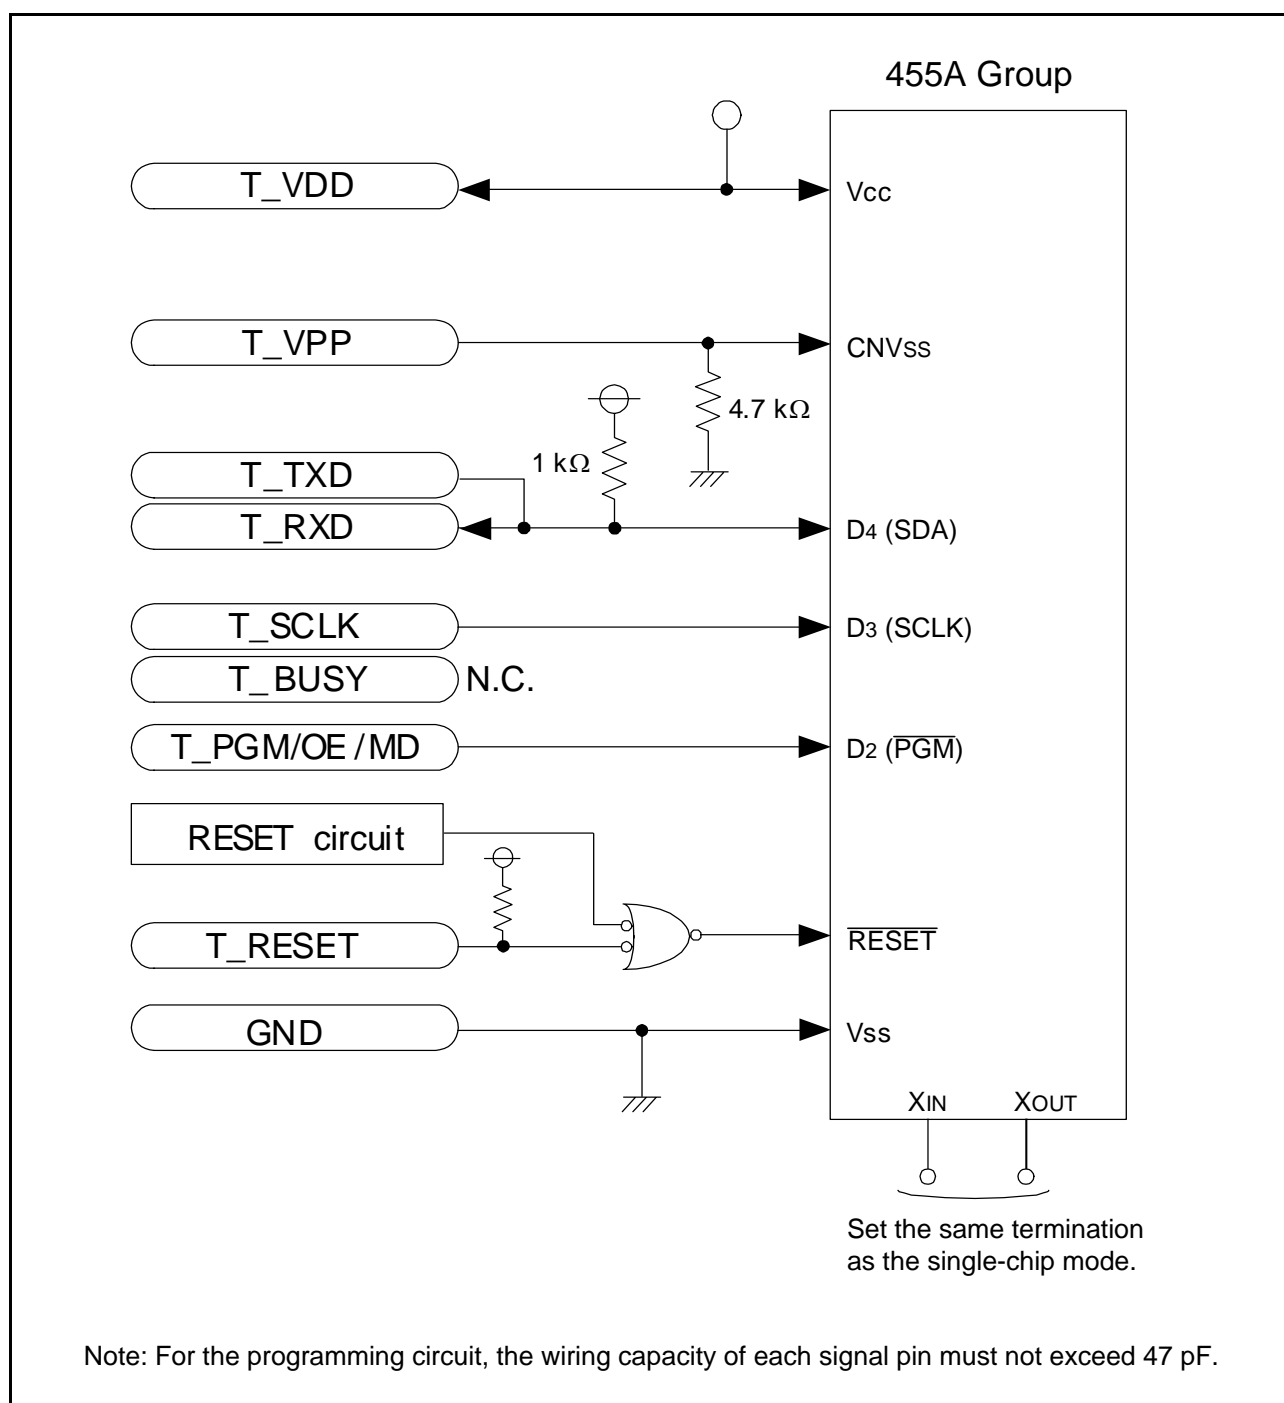 455A Group
T_VDD
Vcc
T_VPP
CNVss
4.7 kΩ
1 kΩ
T_TXD
T_RXD
D4 (SDA)
T_SCLK
D3 (SCLK)
T_BUSY
N.C.
T_PGM/OE/MD
D2 (P̅G̅M̅)
RESET circuit
T_RESET
R̅E̅S̅E̅T̅
GND
Vss
XIN
XOUT
Set the same termination
as the single-chip mode.
Note: For the programming circuit, the wiring capacity of each signal pin must not exceed 47 pF.